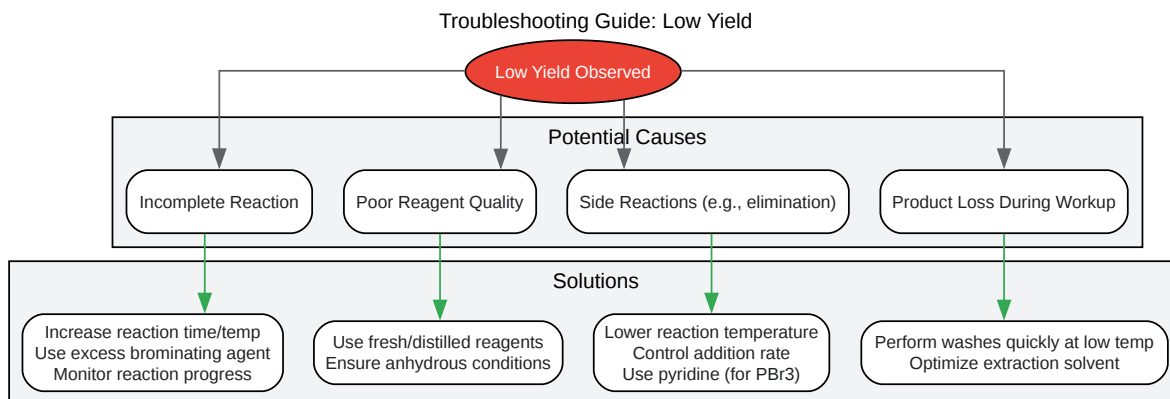 Troubleshooting Guide: Low Yield
Low Yield Observed
Potential Causes
Incomplete Reaction
Poor Reagent Quality
Side Reactions (e.g., elimination)
Product Loss During Workup
Solutions
Increase reaction time/temp
Use excess brominating agent
Monitor reaction progress
Use fresh/distilled reagents
Ensure anhydrous conditions
Lower reaction temperature
Control addition rate
Use pyridine (for PBr3)
Perform washes quickly at low temp
Optimize extraction solvent